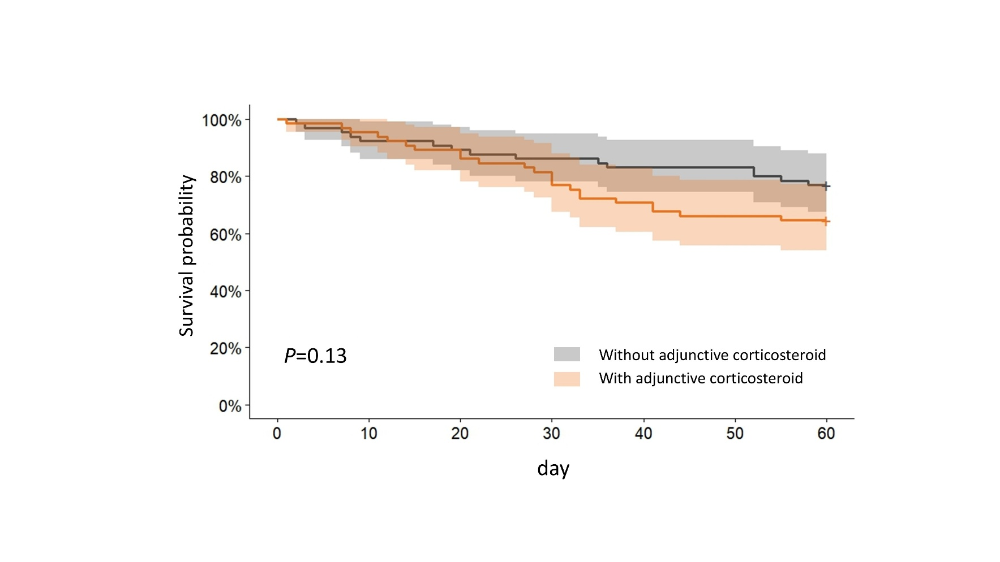 Survival probability
100%
80%
60%
40%
20%
0%
P=0.13
Without adjunctive corticosteroid
With adjunctive corticosteroid
0 10 20 30 40 50 60
day